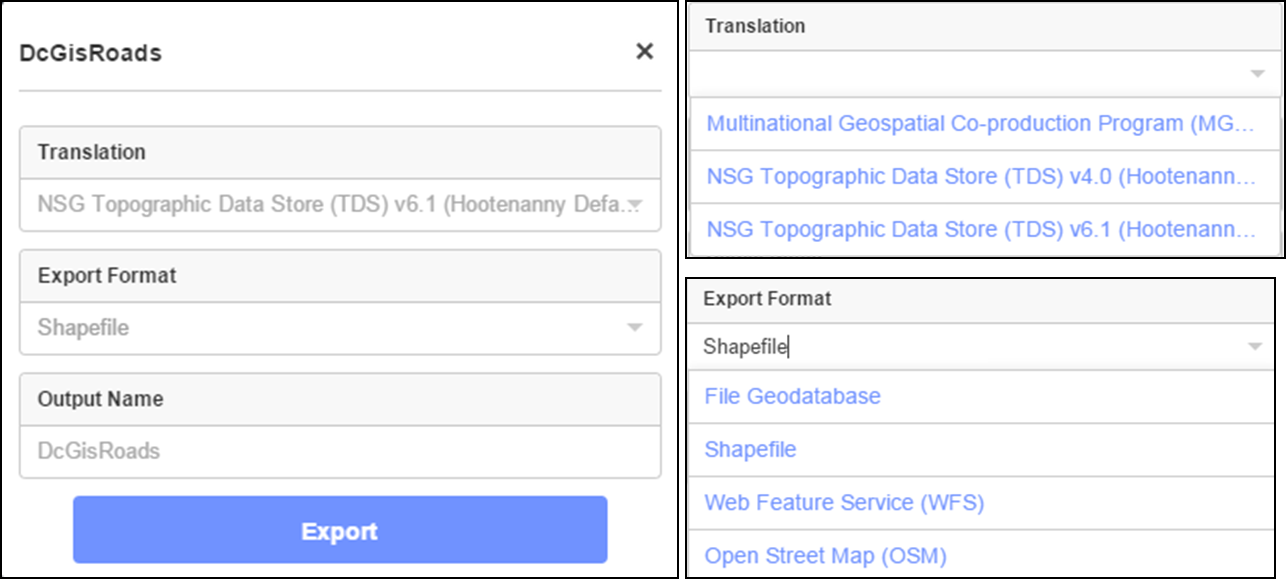 DcGisRoads
Translation
NSG Topographic Data Store (TDS) v6.1 (Hootenanny Defa...
Export Format
Shapefile
Output Name
DcGisRoads
Export
Translation
Multinational Geospatial Co-production Program (MG...
NSG Topographic Data Store (TDS) v4.0 (Hootenann...
NSG Topographic Data Store (TDS) v6.1 (Hootenann...
Export Format
Shapefile
File Geodatabase
Shapefile
Web Feature Service (WFS)
Open Street Map (OSM)